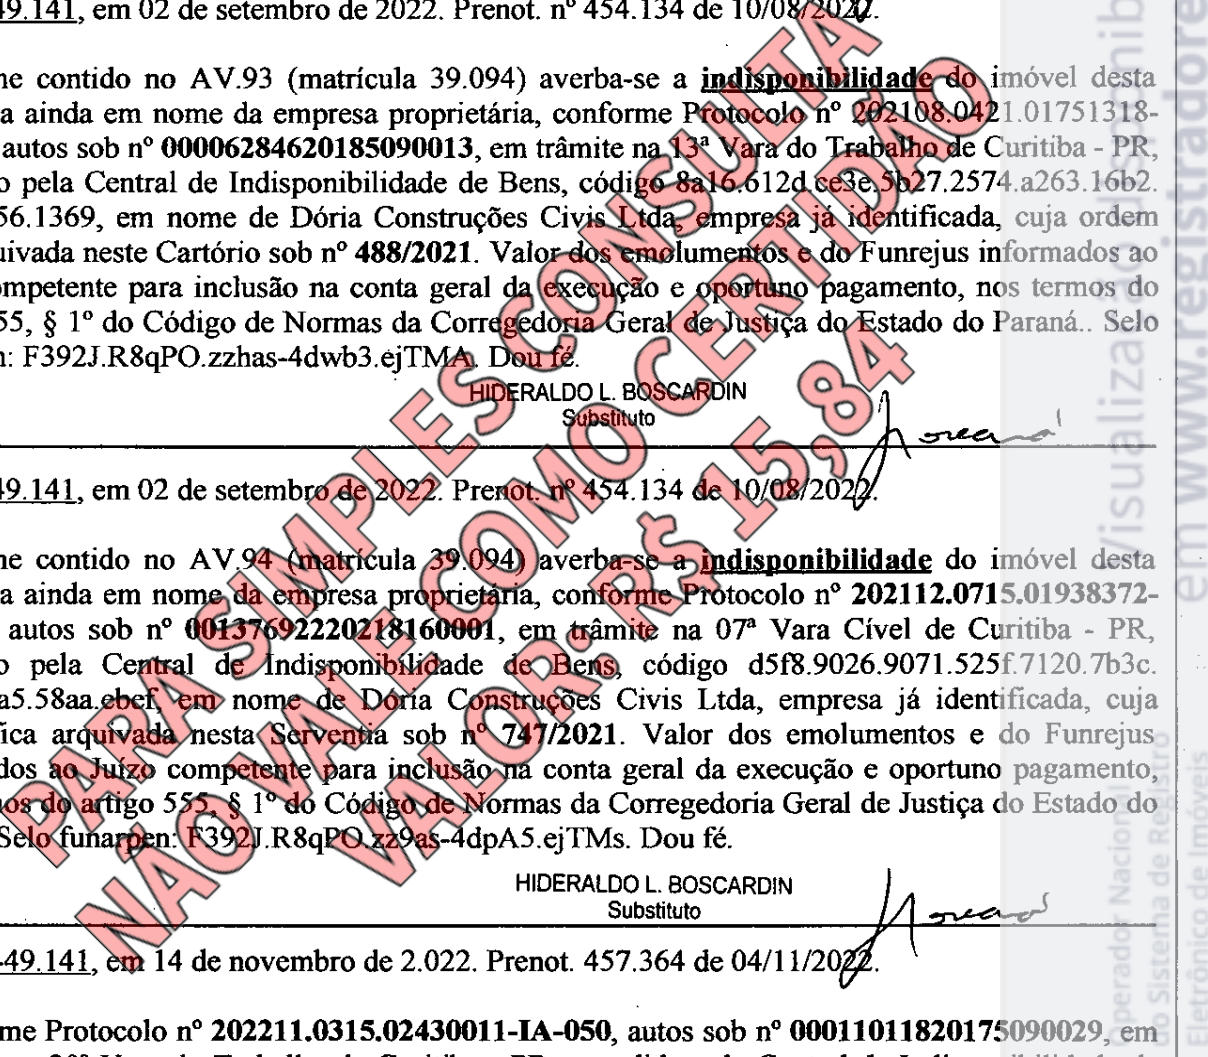 49.141, em 02 de setembro de 2022. Prenot. nº 454.134 de 10/08/2022.
contido no AV.93 (matrícula 39.094) averba-se a indisponibilidade do imóvel desta
a ainda em nome da empresa proprietária, conforme Protocolo nº 202108.0421.01751318-
autos sob nº 00006284620185090013, em trâmite na 13ª Vara do Trabalho de Curitiba - PR,
o pela Central de Indisponibilidade de Bens, código 8a16.612d.ce3e.5b27.2574.a263.16b2.
56.1369, em nome de Dória Construções Civis Ltda, empresa já identificada, cuja ordem
uivada neste Cartório sob nº 488/2021. Valor dos emolumentos e do Funrejus informados ao
ompetente para inclusão na conta geral da execução e oportuno pagamento, nos termos do
55, § 1º do Código de Normas da Corregedoria Geral de Justiça do Estado do Paraná.. Selo
n: F392J.R8qPO.zzhas-4dwb3.ejTMA. Dou fé.
HIDERALDO L. BOSCARDIN
Substituto
49.141, em 02 de setembro de 2022. Prenot. nº 454.134 de 10/08/2022.
ne contido no AV.94 (matrícula 39.094) averba-se a indisponibilidade do imóvel desta
a ainda em nome da empresa proprietária, conforme Protocolo nº 202112.0715.01938372-
autos sob nº 00137692220218160001, em trâmite na 07ª Vara Cível de Curitiba - PR,
o pela Central de Indisponibilidade de Bens, código d5f8.9026.9071.525f.7120.7b3c.
a5.58aa.ebef, em nome de Dória Construções Civis Ltda, empresa já identificada, cuja
fica arquivada nesta Serventia sob nº 747/2021. Valor dos emolumentos e do Funrejus
dos ao Juízo competente para inclusão na conta geral da execução e oportuno pagamento,
os do artigo 555, § 1º do Código de Normas da Corregedoria Geral de Justiça do Estado do
Selo funarpen: F392J.R8qPO.zz9as-4dpA5.ejTMs. Dou fé.
HIDERALDO L. BOSCARDIN
Substituto
-49.141, em 14 de novembro de 2.022. Prenot. 457.364 de 04/11/2022.
me Protocolo nº 202211.0315.02430011-IA-050, autos sob nº 00011011820175090029, em
PARA SIMPLES CONSULTA
NÃO VALE COMO CERTIDÃO
VALOR: R$ 15,84
Visualização
em www.registradore
Operador Nacional
do Sistema de Registro
Eletrônico de Imóveis